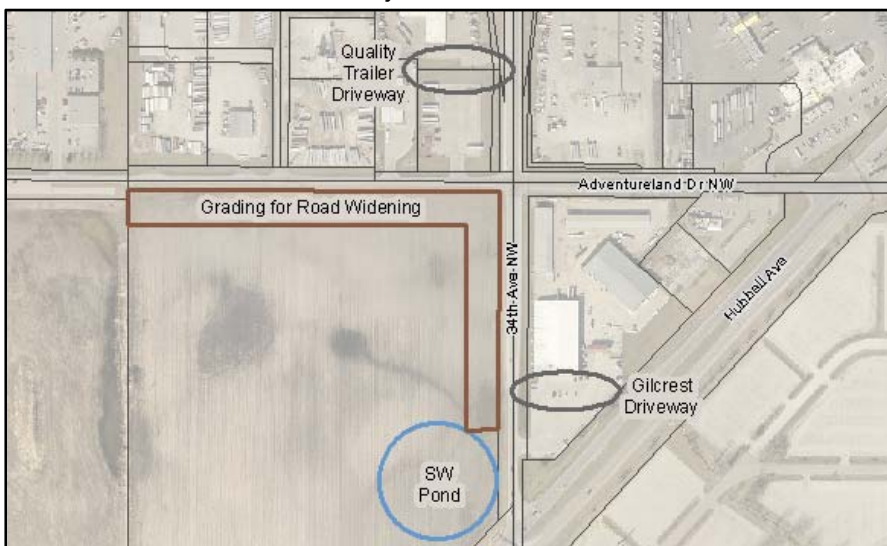 Quality
Trailer
Driveway
Adventureland Dr NW
Grading for Road Widening
34th Ave NW
Hubbell Ave
Gilcrest
Driveway
SW
Pond